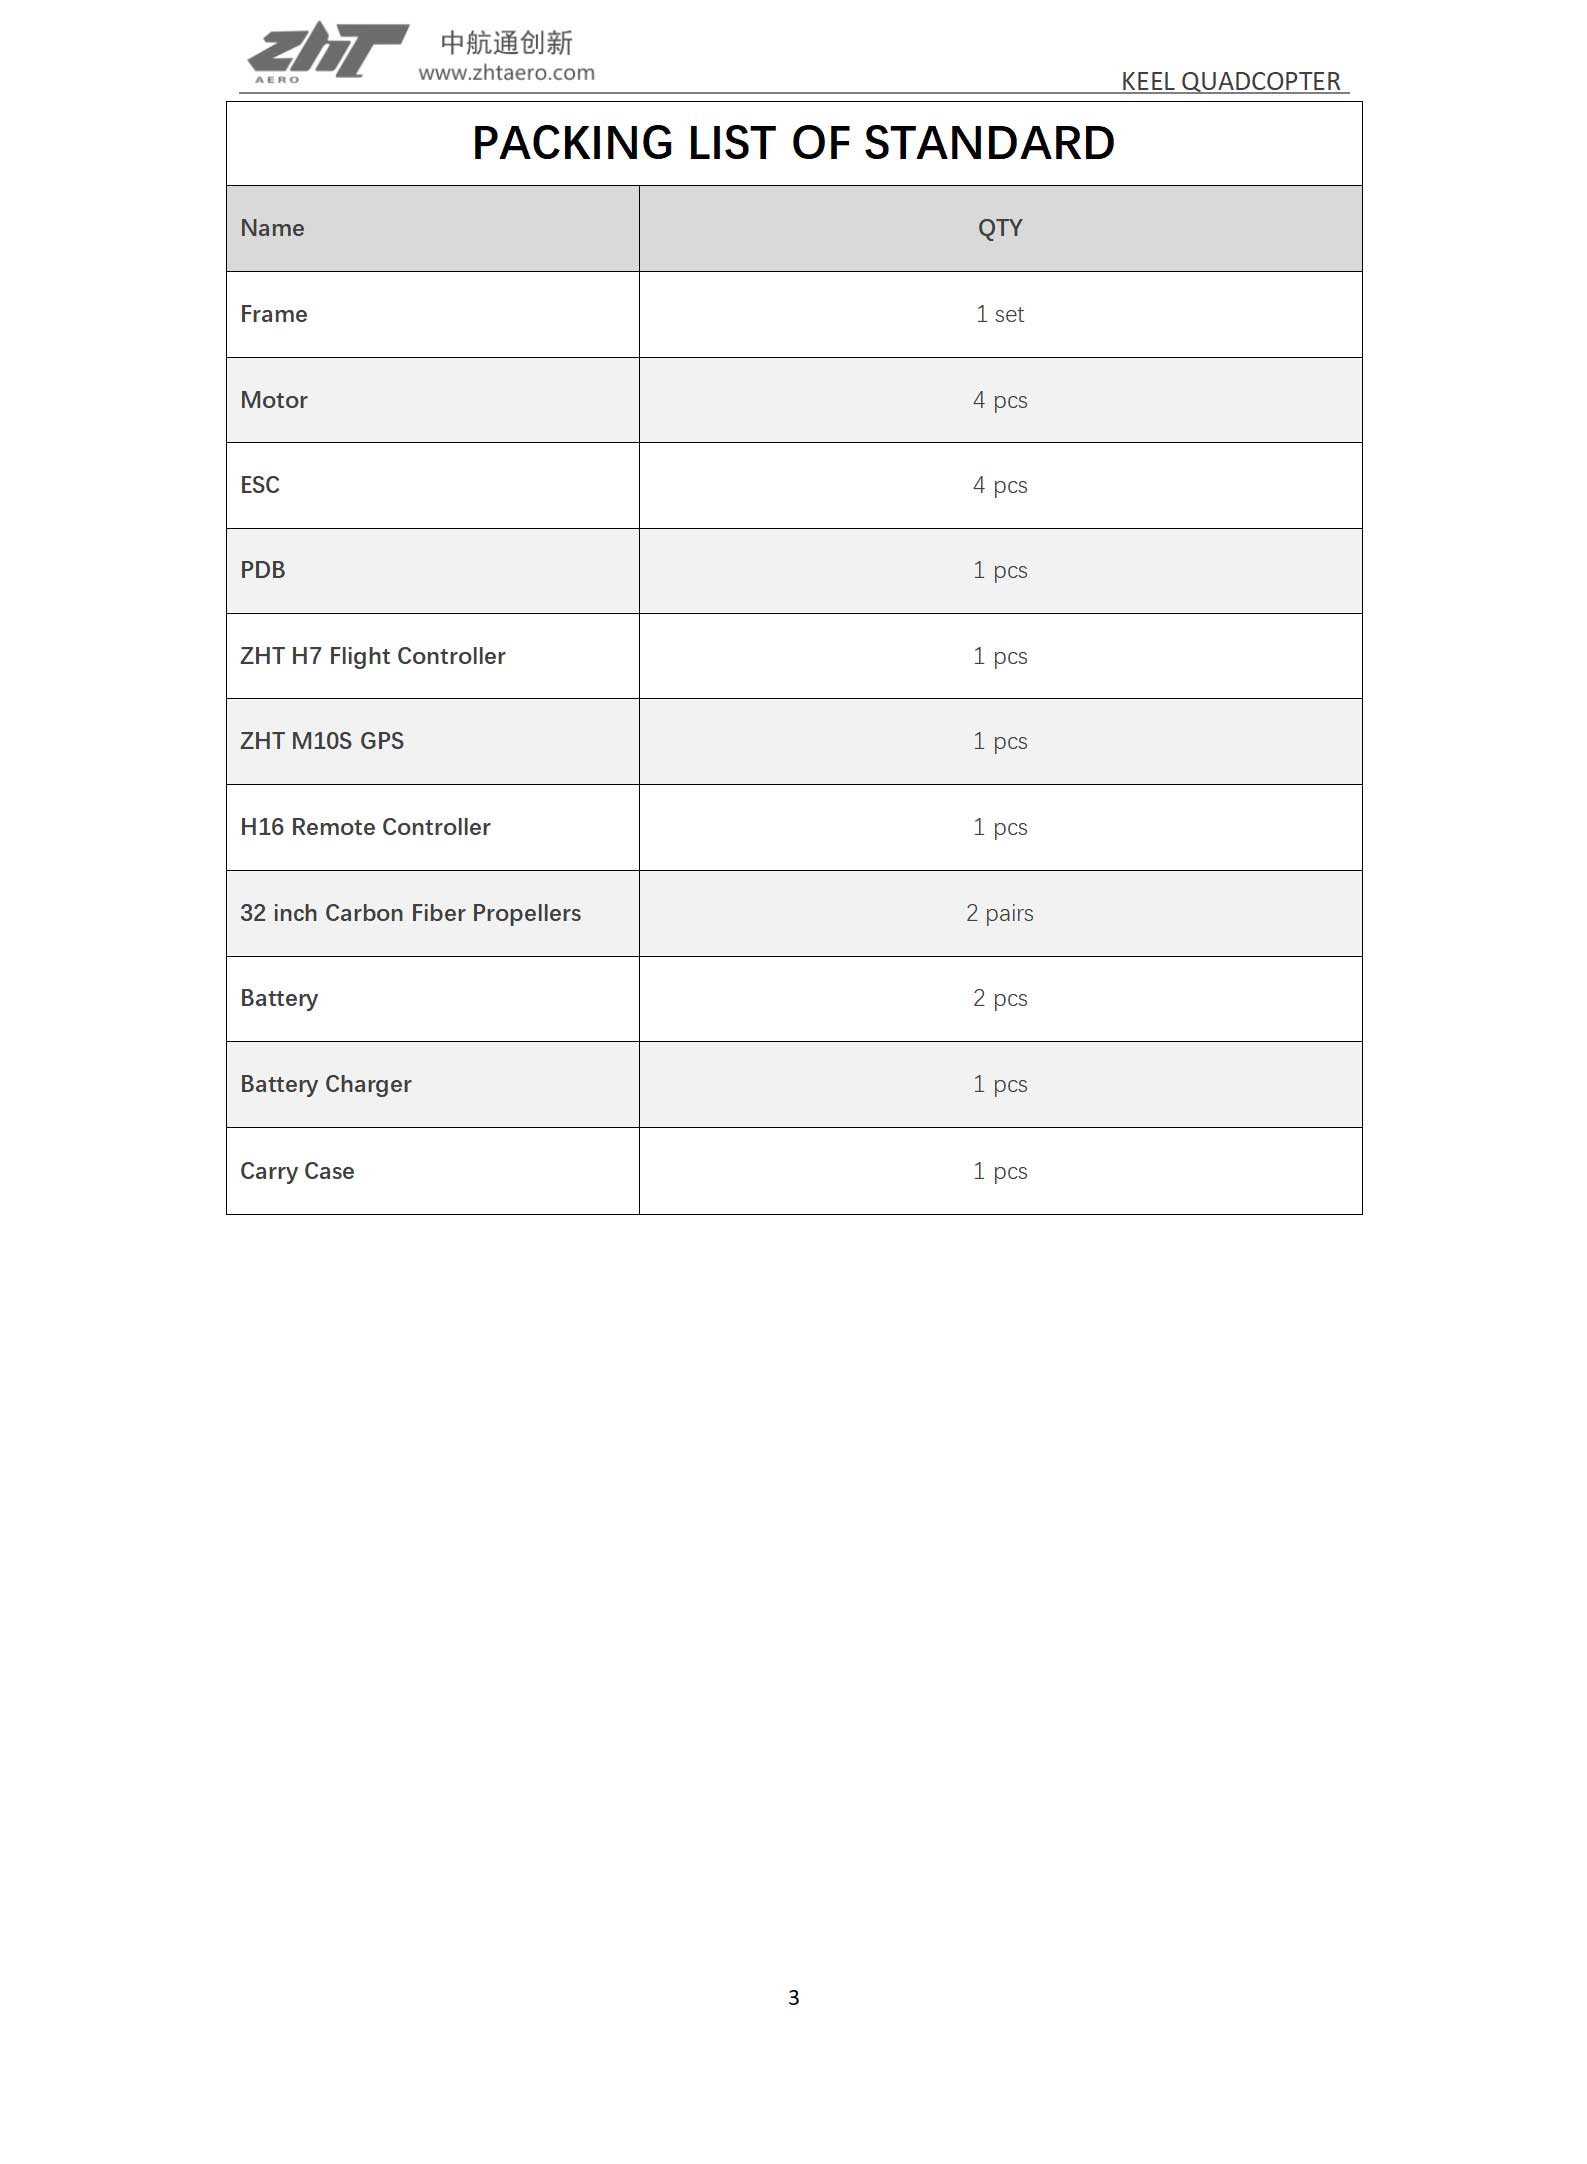 zhT
AERO
中航通创新
www.zhtaero.com
KEEL QUADCOPTER
PACKING LIST OF STANDARD
Name QTY
Frame 1 set
Motor 4 pcs
ESC 4 pcs
PDB 1 pcs
ZHT H7 Flight Controller 1 pcs
ZHT M10S GPS 1 pcs
H16 Remote Controller 1 pcs
32 inch Carbon Fiber Propellers 2 pairs
Battery 2 pcs
Battery Charger 1 pcs
Carry Case 1 pcs
3